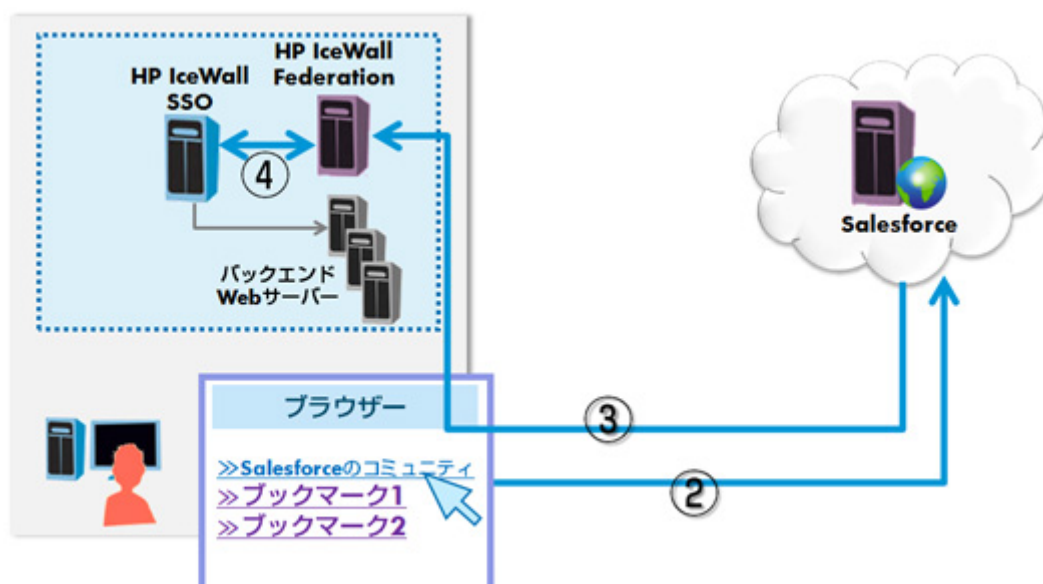 HP IceWall
SSO
HP IceWall
Federation
④
バックエンド
Webサーバー
Salesforce
ブラウザー
≫Salesforceのコミュニティ
≫ブックマーク1
≫ブックマーク2
③
②